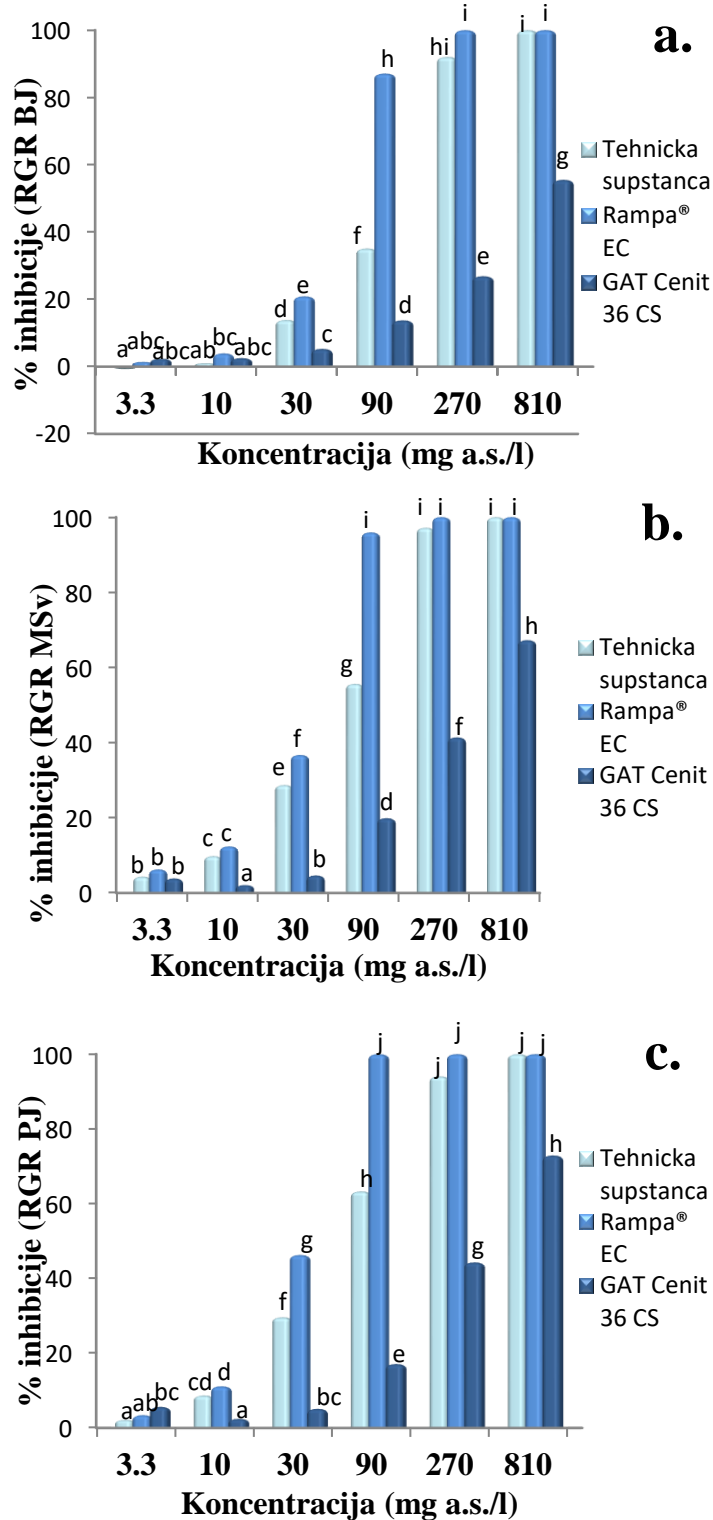 a.
% inhibicije (RGR BJ)
100
80
60
40
20
0
-20
a abc abc ab bc abc d e c f h d hi i e i i g
3.3 10 30 90 270 810
Koncentracija (mg a.s./l)
Tehnicka
supstanca
Rampa®
EC
GAT Cenit
36 CS
b.
% inhibicije (RGR MSv)
100
80
60
40
20
0
b b b c c a e f b g i d i i f i i h
3.3 10 30 90 270 810
Koncentracija (mg a.s./l)
Tehnicka
supstanca
Rampa®
EC
GAT Cenit
36 CS
c.
% inhibicije (RGR PJ)
100
80
60
40
20
0
a ab bc cd d a f g bc h j e j j g j j h
3.3 10 30 90 270 810
Koncentracija (mg a.s./l)
Tehnicka
supstanca
Rampa®
EC
GAT Cenit
36 CS